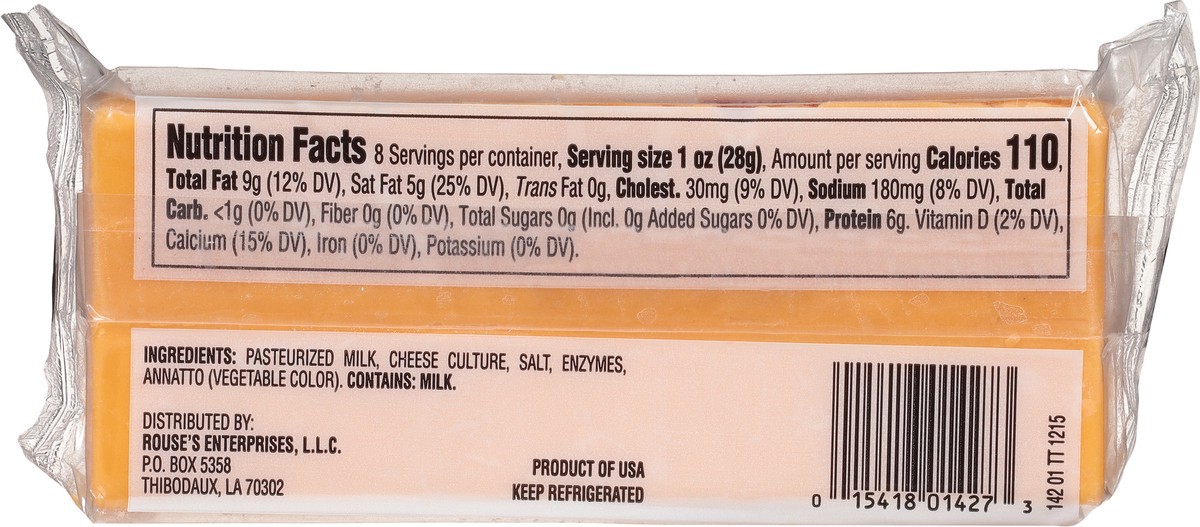 Nutrition Facts 8 Servings per container, Serving size 1 oz (28g), Amount per serving Calories 110,
Total Fat 9g (12% DV), Sat Fat 5g (25% DV), Trans Fat 0g, Cholest. 30mg (9% DV), Sodium 180mg (8% DV), Total
Carb. <1g (0% DV), Fiber 0g (0% DV), Total Sugars 0g (Incl. 0g Added Sugars 0% DV), Protein 6g. Vitamin D (2% DV),
Calcium (15% DV), Iron (0% DV), Potassium (0% DV).
INGREDIENTS: PASTEURIZED MILK, CHEESE CULTURE, SALT, ENZYMES,
ANNATTO (VEGETABLE COLOR). CONTAINS: MILK.
DISTRIBUTED BY:
ROUSE'S ENTERPRISES, L.L.C.
P.O. BOX 5358
THIBODAUX, LA 70302
PRODUCT OF USA
KEEP REFRIGERATED
0 15418 01427 3
142 01 TT 1215